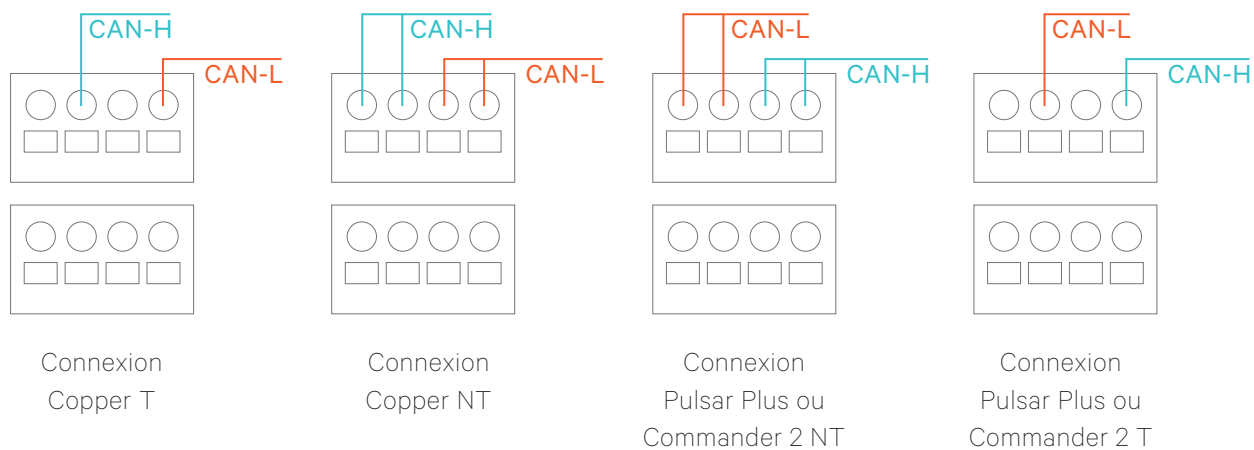 CAN-H
CAN-L
Connexion
Copper T
CAN-H
CAN-L
Connexion
Copper NT
CAN-L
CAN-H
Connexion
Pulsar Plus ou
Commander 2 NT
CAN-L
CAN-H
Connexion
Pulsar Plus ou
Commander 2 T